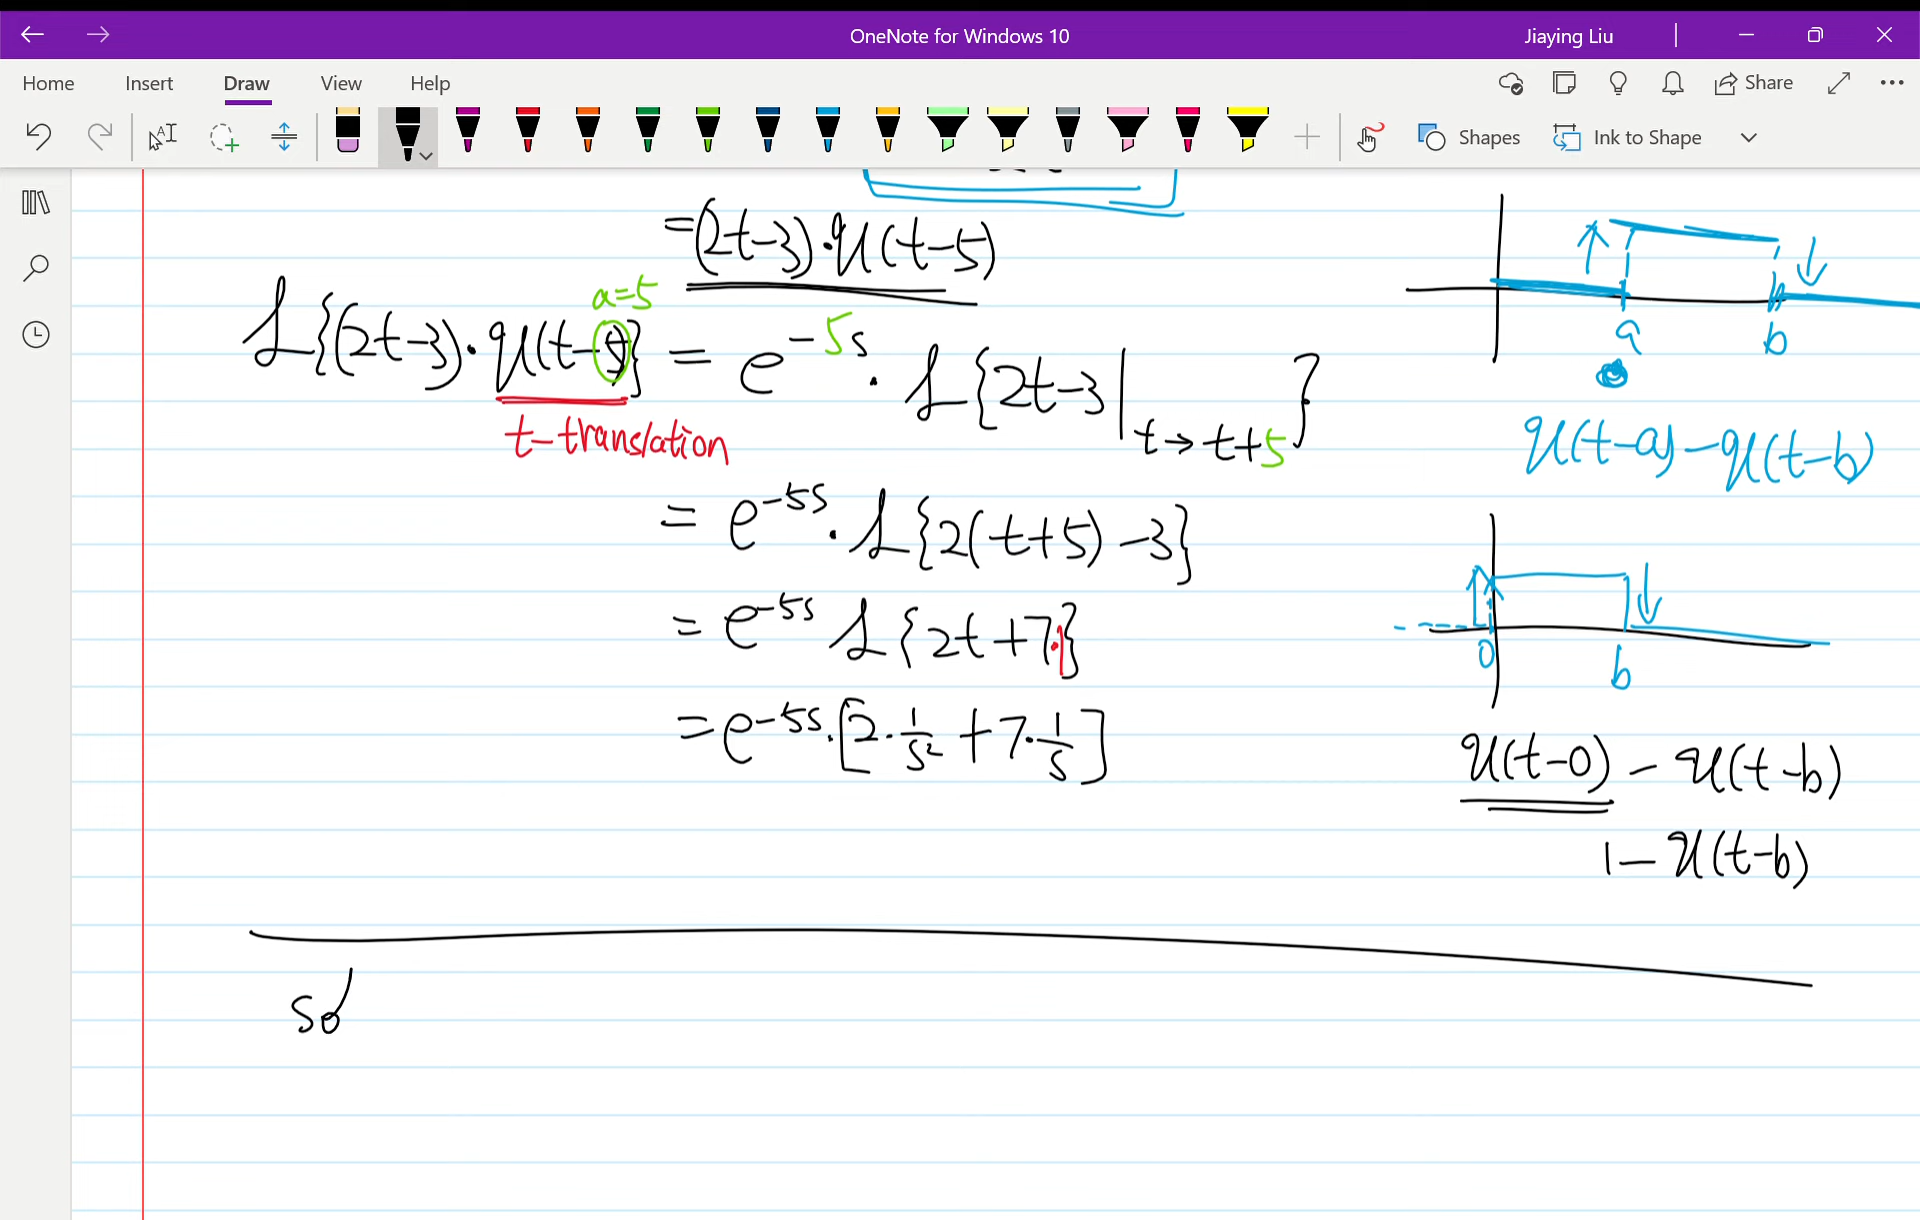 OneNote for Windows 10
Jiaying Liu
Home Insert Draw View Help
Share
Shapes
Ink to Shape
=(2t-3)·𝒰(t-5)
a=5
ℒ{(2t-3)·𝒰(t-5)} = e^{-5s}·ℒ{2t-3|_{t→t+5}}
t-translation
= e^{-5s}·ℒ{2(t+5)-3}
= e^{-5s} ℒ{2t+7·1}
= e^{-5s}·[2·1/s²+7·1/s]
a b
𝒰(t-a)-𝒰(t-b)
0 b
𝒰(t-0) - 𝒰(t-b)
1-𝒰(t-b)